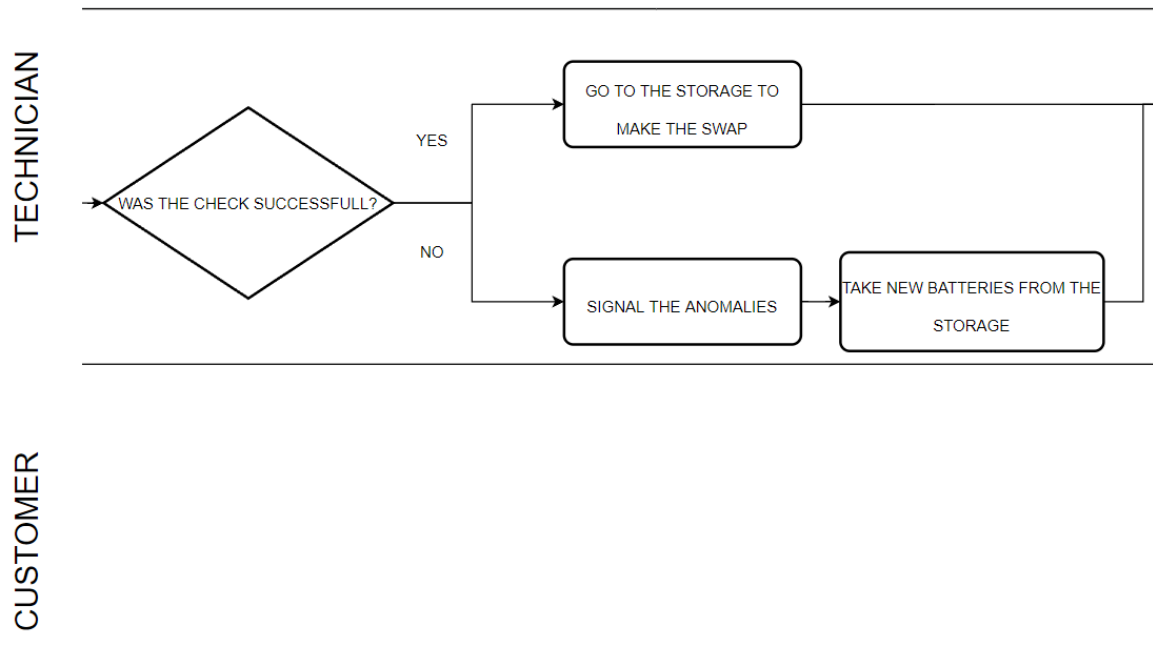 TECHNICIAN
WAS THE CHECK SUCCESSFULL?
YES
NO
GO TO THE STORAGE TO
MAKE THE SWAP
SIGNAL THE ANOMALIES
TAKE NEW BATTERIES FROM THE
STORAGE
CUSTOMER